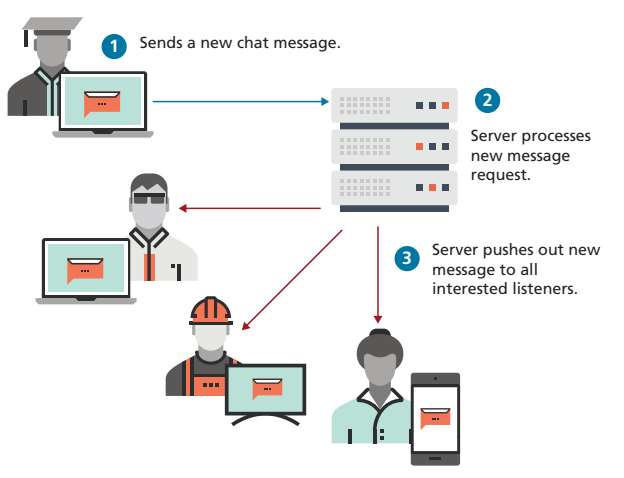 1
Sends a new chat message.
2
Server processes
new message
request.
3
Server pushes out new
message to all
interested listeners.